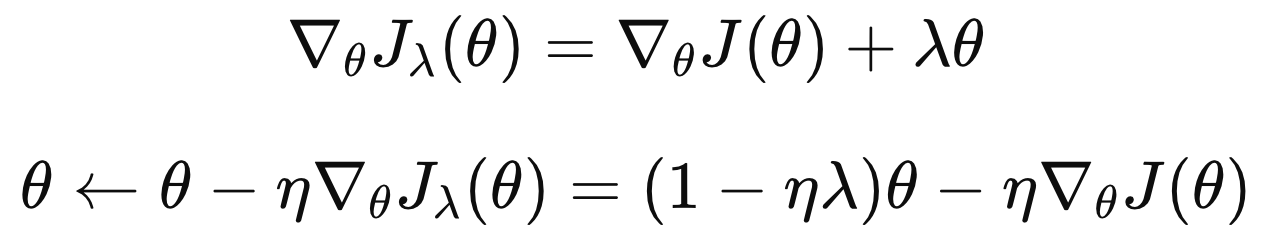 ∇_θ J_λ(θ) = ∇_θ J(θ) + λθ
θ ← θ − η∇_θ J_λ(θ) = (1 − ηλ)θ − η∇_θ J(θ)